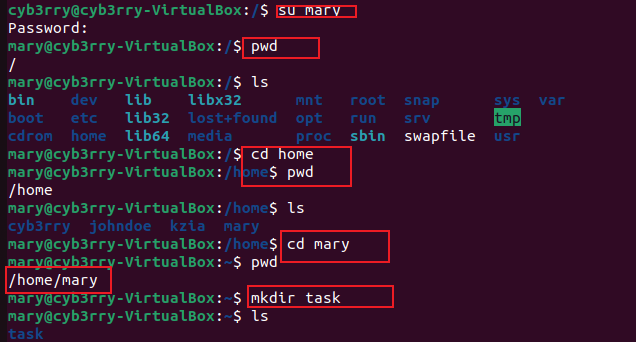 cyb3rry@cyb3rry-VirtualBox:/$ su mary
Password:
mary@cyb3rry-VirtualBox:/$ pwd
/
mary@cyb3rry-VirtualBox:/$ ls
bin dev lib libx32 mnt root snap sys var
boot etc lib32 lost+found opt run srv tmp
cdrom home lib64 media proc sbin swapfile usr
mary@cyb3rry-VirtualBox:/$ cd home
mary@cyb3rry-VirtualBox:/home$ pwd
/home
mary@cyb3rry-VirtualBox:/home$ ls
cyb3rry johndoe kzia mary
mary@cyb3rry-VirtualBox:/home$ cd mary
mary@cyb3rry-VirtualBox:~$ pwd
/home/mary
mary@cyb3rry-VirtualBox:~$ mkdir task
mary@cyb3rry-VirtualBox:~$ ls
task